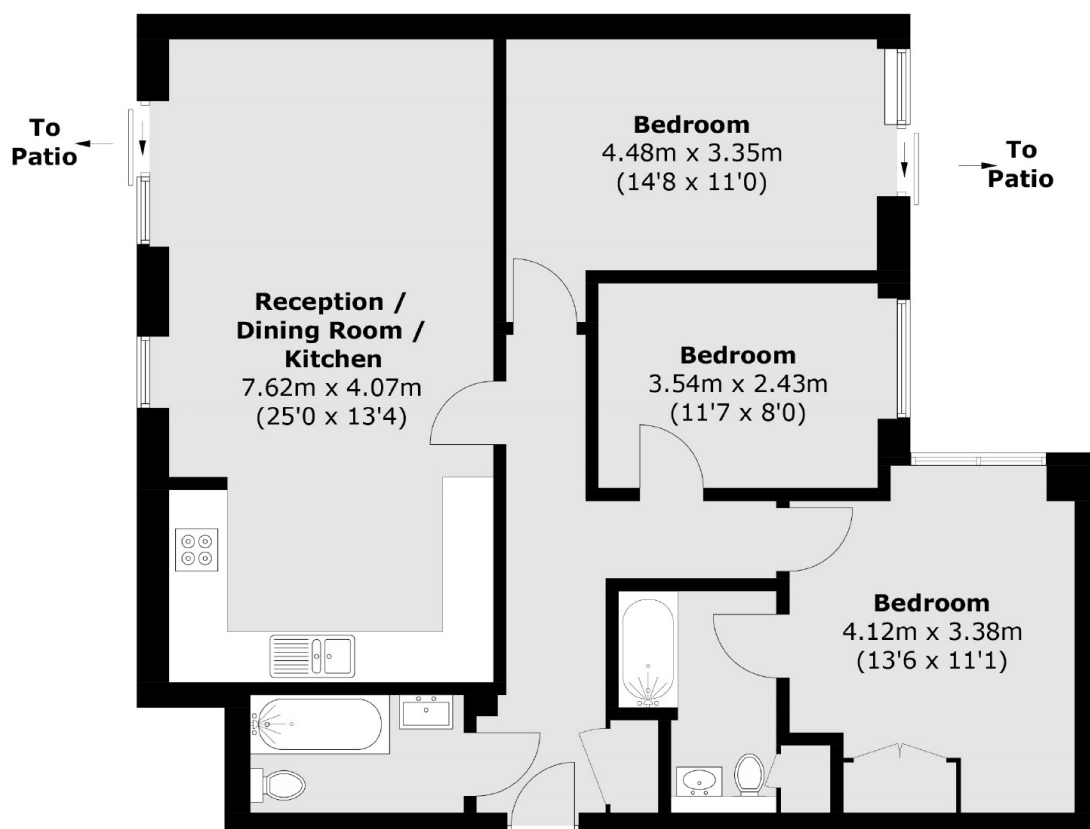 To
Patio
Bedroom
4.48m x 3.35m
(14'8 x 11'0)
To
Patio
Reception /
Dining Room /
Kitchen
7.62m x 4.07m
(25'0 x 13'4)
Bedroom
3.54m x 2.43m
(11'7 x 8'0)
Bedroom
4.12m x 3.38m
(13'6 x 11'1)